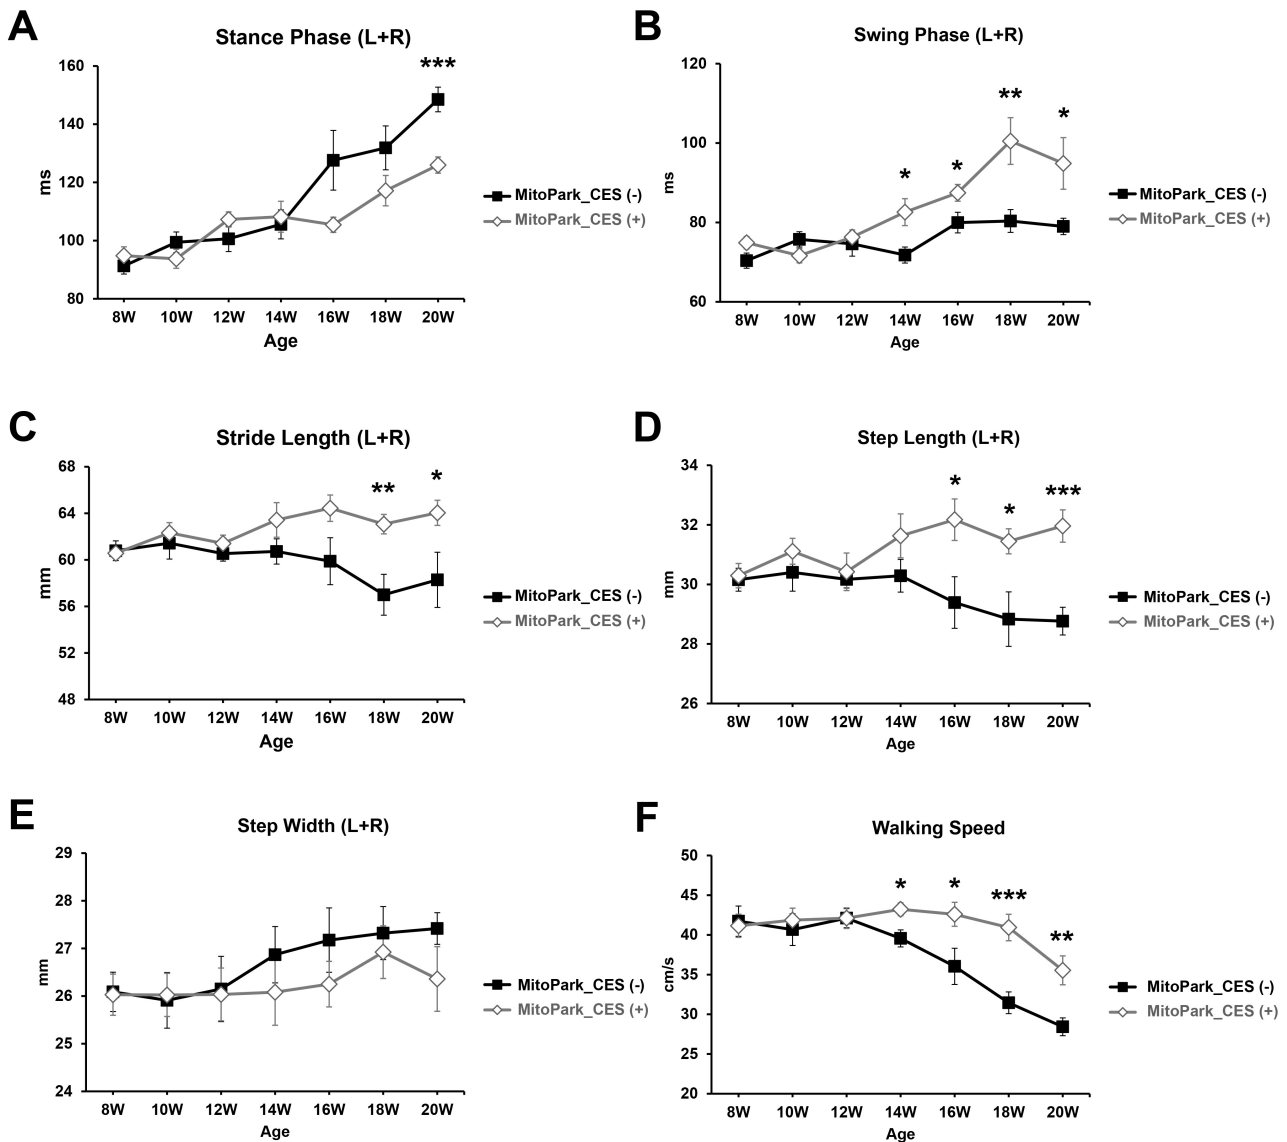 A
Stance Phase (L+R)
***
160
140
120
100
80
ms
8W 10W 12W 14W 16W 18W 20W
Age
MitoPark_CES (-)
MitoPark_CES (+)
B
Swing Phase (L+R)
* * ** *
120
100
80
60
ms
8W 10W 12W 14W 16W 18W 20W
Age
MitoPark_CES (-)
MitoPark_CES (+)
C
Stride Length (L+R)
** *
68
64
60
56
52
48
mm
8W 10W 12W 14W 16W 18W 20W
Age
MitoPark_CES (-)
MitoPark_CES (+)
D
Step Length (L+R)
* * ***
34
32
30
28
26
mm
8W 10W 12W 14W 16W 18W 20W
Age
MitoPark_CES (-)
MitoPark_CES (+)
E
Step Width (L+R)
29
28
27
26
25
24
mm
8W 10W 12W 14W 16W 18W 20W
Age
MitoPark_CES (-)
MitoPark_CES (+)
F
Walking Speed
* * *** **
50
45
40
35
30
25
20
cm/s
8W 10W 12W 14W 16W 18W 20W
Age
MitoPark_CES (-)
MitoPark_CES (+)